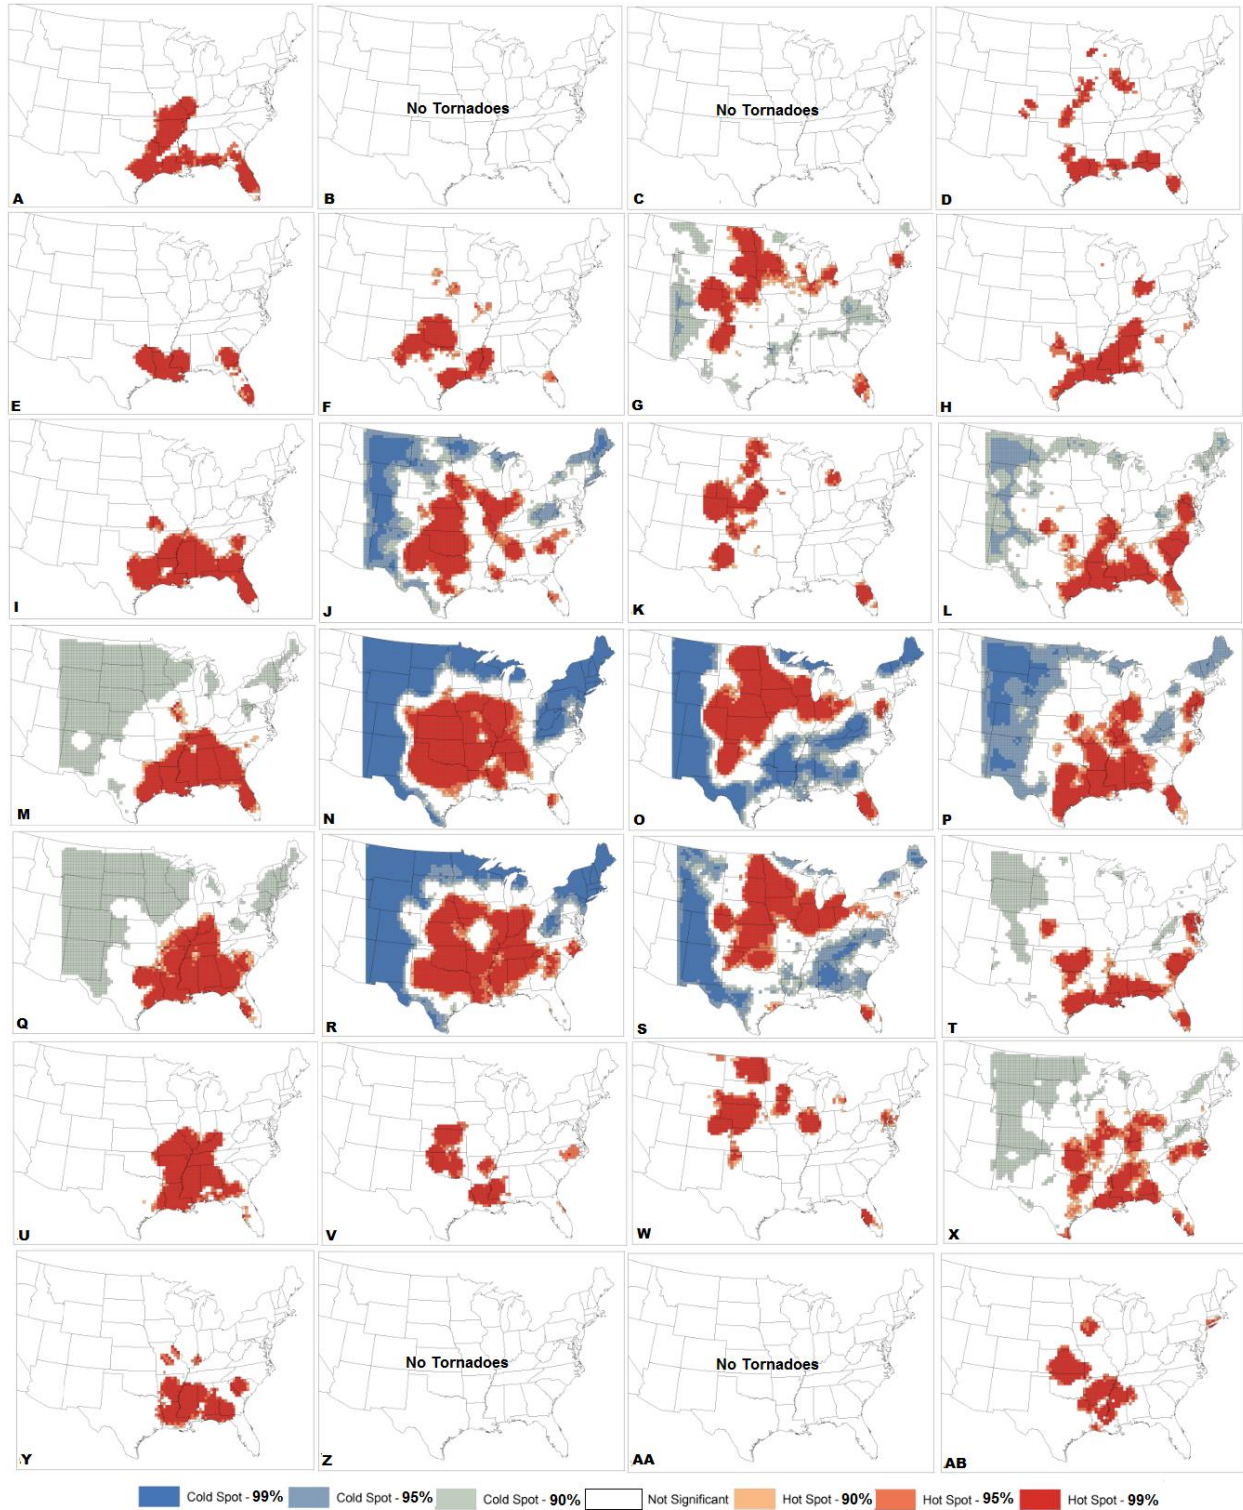 No Tornadoes
No Tornadoes
A
B
C
D
E
F
G
H
I
J
K
L
M
N
O
P
Q
R
S
T
U
V
W
X
No Tornadoes
No Tornadoes
Y
Z
AA
AB
Cold Spot - 99% Cold Spot - 95% Cold Spot - 90% Not Significant Hot Spot - 90% Hot Spot - 95% Hot Spot - 99%